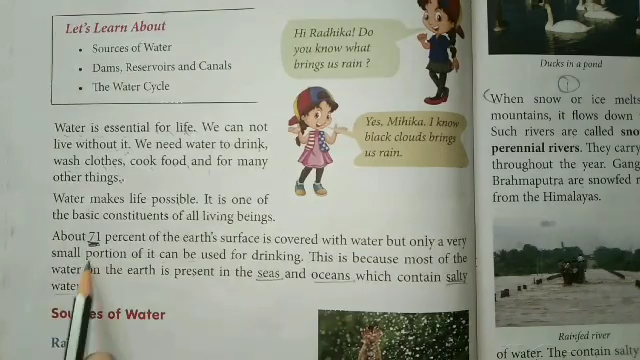 Let's Learn About
• Sources of Water
• Dams, Reservoirs and Canals
• The Water Cycle
Hi Radhika! Do
you know what
brings us rain ?
Yes, Mihika. I know
black clouds brings
us rain.
Water is essential for life. We can not
live without it. We need water to drink,
wash clothes, cook food and for many
other things.
Water makes life possible. It is one of
the basic constituents of all living beings.
About 71 percent of the earth's surface is covered with water but only a very
small portion of it can be used for drinking. This is because most of the
water on the earth is present in the seas and oceans which contain salty
water
Sources of Water
Ducks in a pond
1
When snow or ice melts
mountains, it flows down
Such rivers are called sno
perennial rivers. They carry
throughout the year. Gang
Brahmaputra are snowfed r
from the Himalayas.
Rainfed river
of water. The contain salty